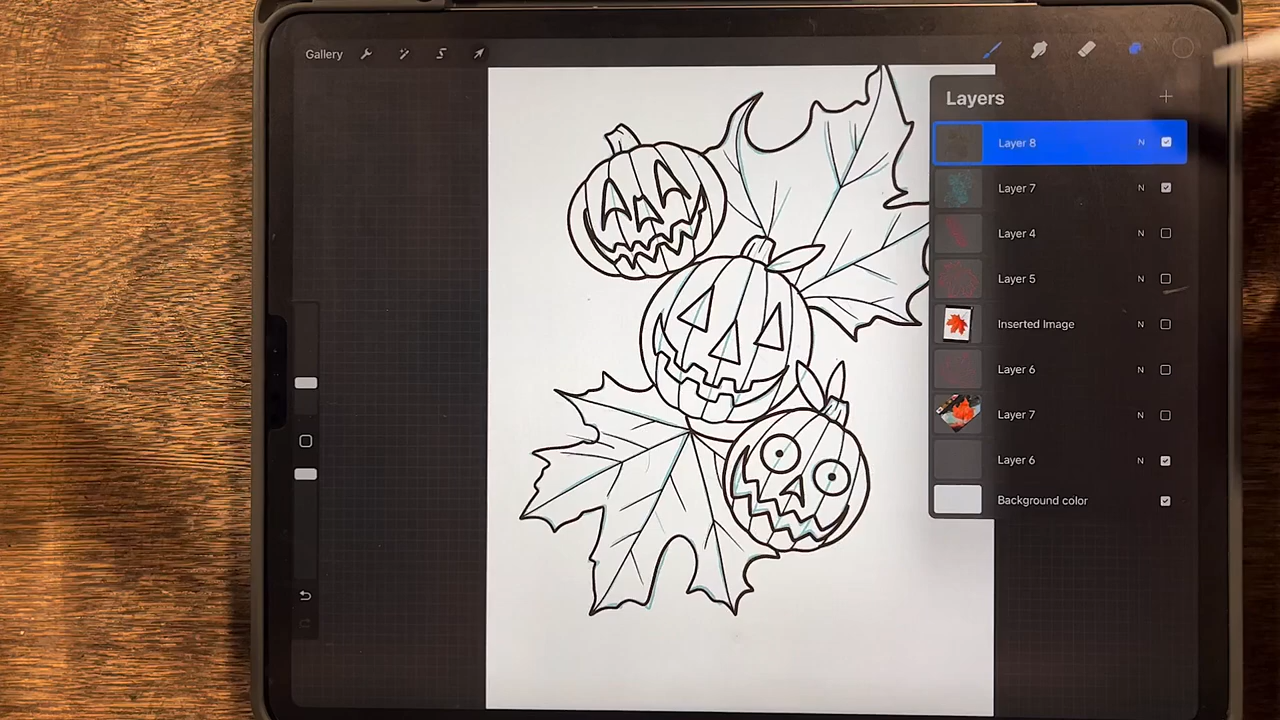 Gallery
Layers
Layer 8 N
Layer 7 N
Layer 4 N
Layer 5 N
Inserted Image N
Layer 6 N
Layer 7 N
Layer 6 N
Background color